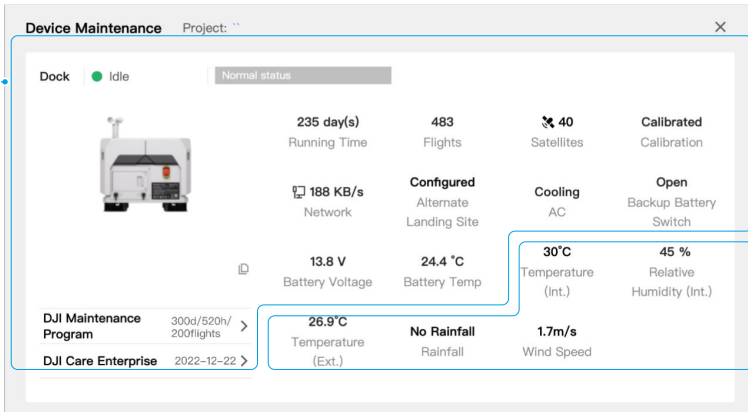 Device Maintenance Project: ``
Dock Idle Normal status
235 day(s) 483 40 Calibrated
Running Time Flights Satellites Calibration
188 KB/s Configured Cooling Open
Network Alternate AC Backup Battery
Landing Site Switch
13.8 V 24.4 °C 30°C 45 %
Battery Voltage Battery Temp Temperature Relative
(Int.) Humidity (Int.)
DJI Maintenance 300d/520h/
Program 200flights
DJI Care Enterprise 2022-12-22
26.9°C No Rainfall 1.7m/s
Temperature Rainfall Wind Speed
(Ext.)